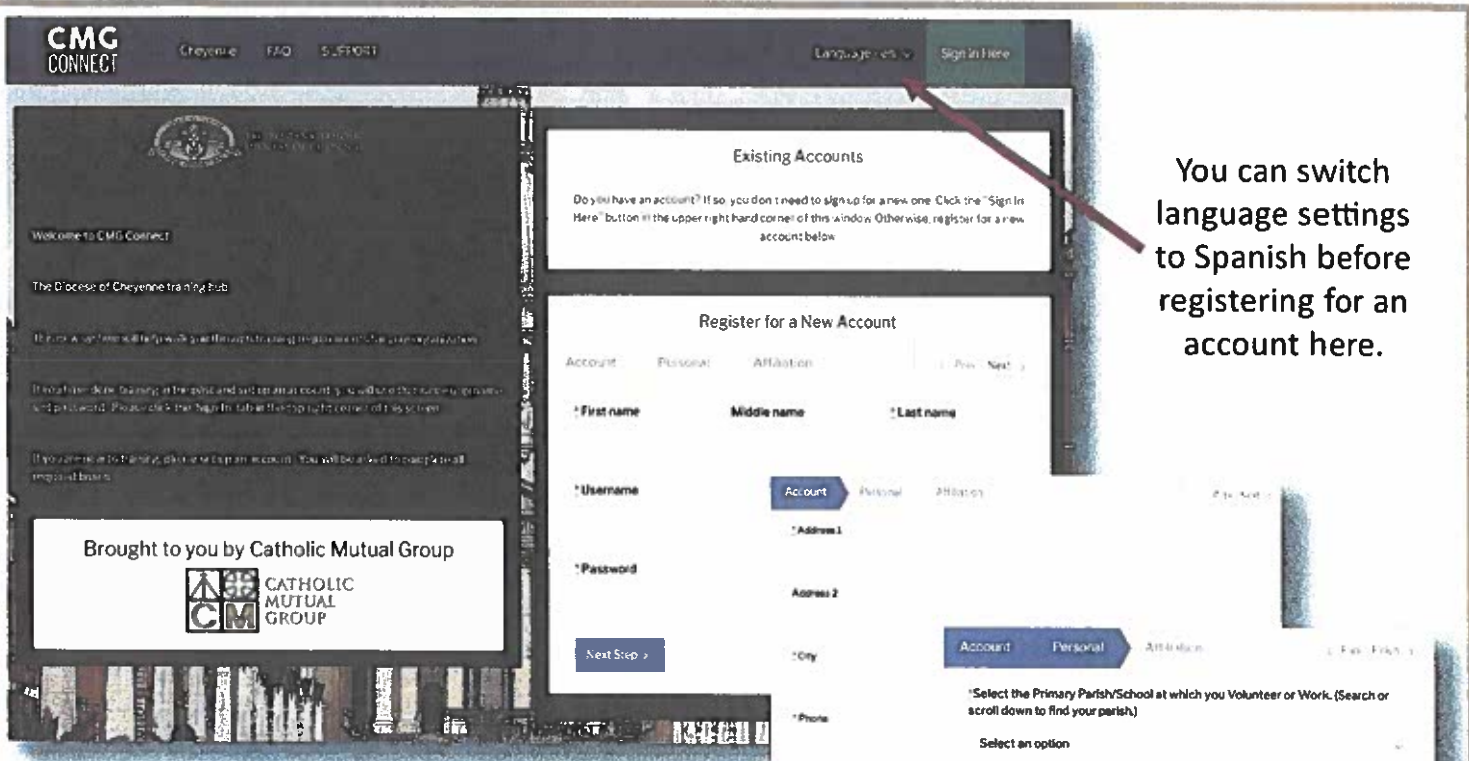 CMG
CONNECT
Cheyenne FAQ SUPPORT
Language Sign In Here
Welcome to CMG Connect
The Diocese of Cheyenne training hub
Brought to you by Catholic Mutual Group
CATHOLIC
MUTUAL
GROUP
CM
Existing Accounts
Do you have an account? If so, you don't need to sign up for a new one. Click the "Sign In
Here" button in the upper right hand corner of this window. Otherwise, register for a new
account below
Register for a New Account
Account Personal Affiliation Prev Next >
*First name Middle name *Last name
*Username
*Password
Next Step >
Account Personal Affiliation
*Address 1
Address 2
*City
*Phone
Account Personal Affiliation
*Select the Primary Parish/School at which you Volunteer or Work. (Search or
scroll down to find your parish.)
Select an option
You can switch
language settings
to Spanish before
registering for an
account here.